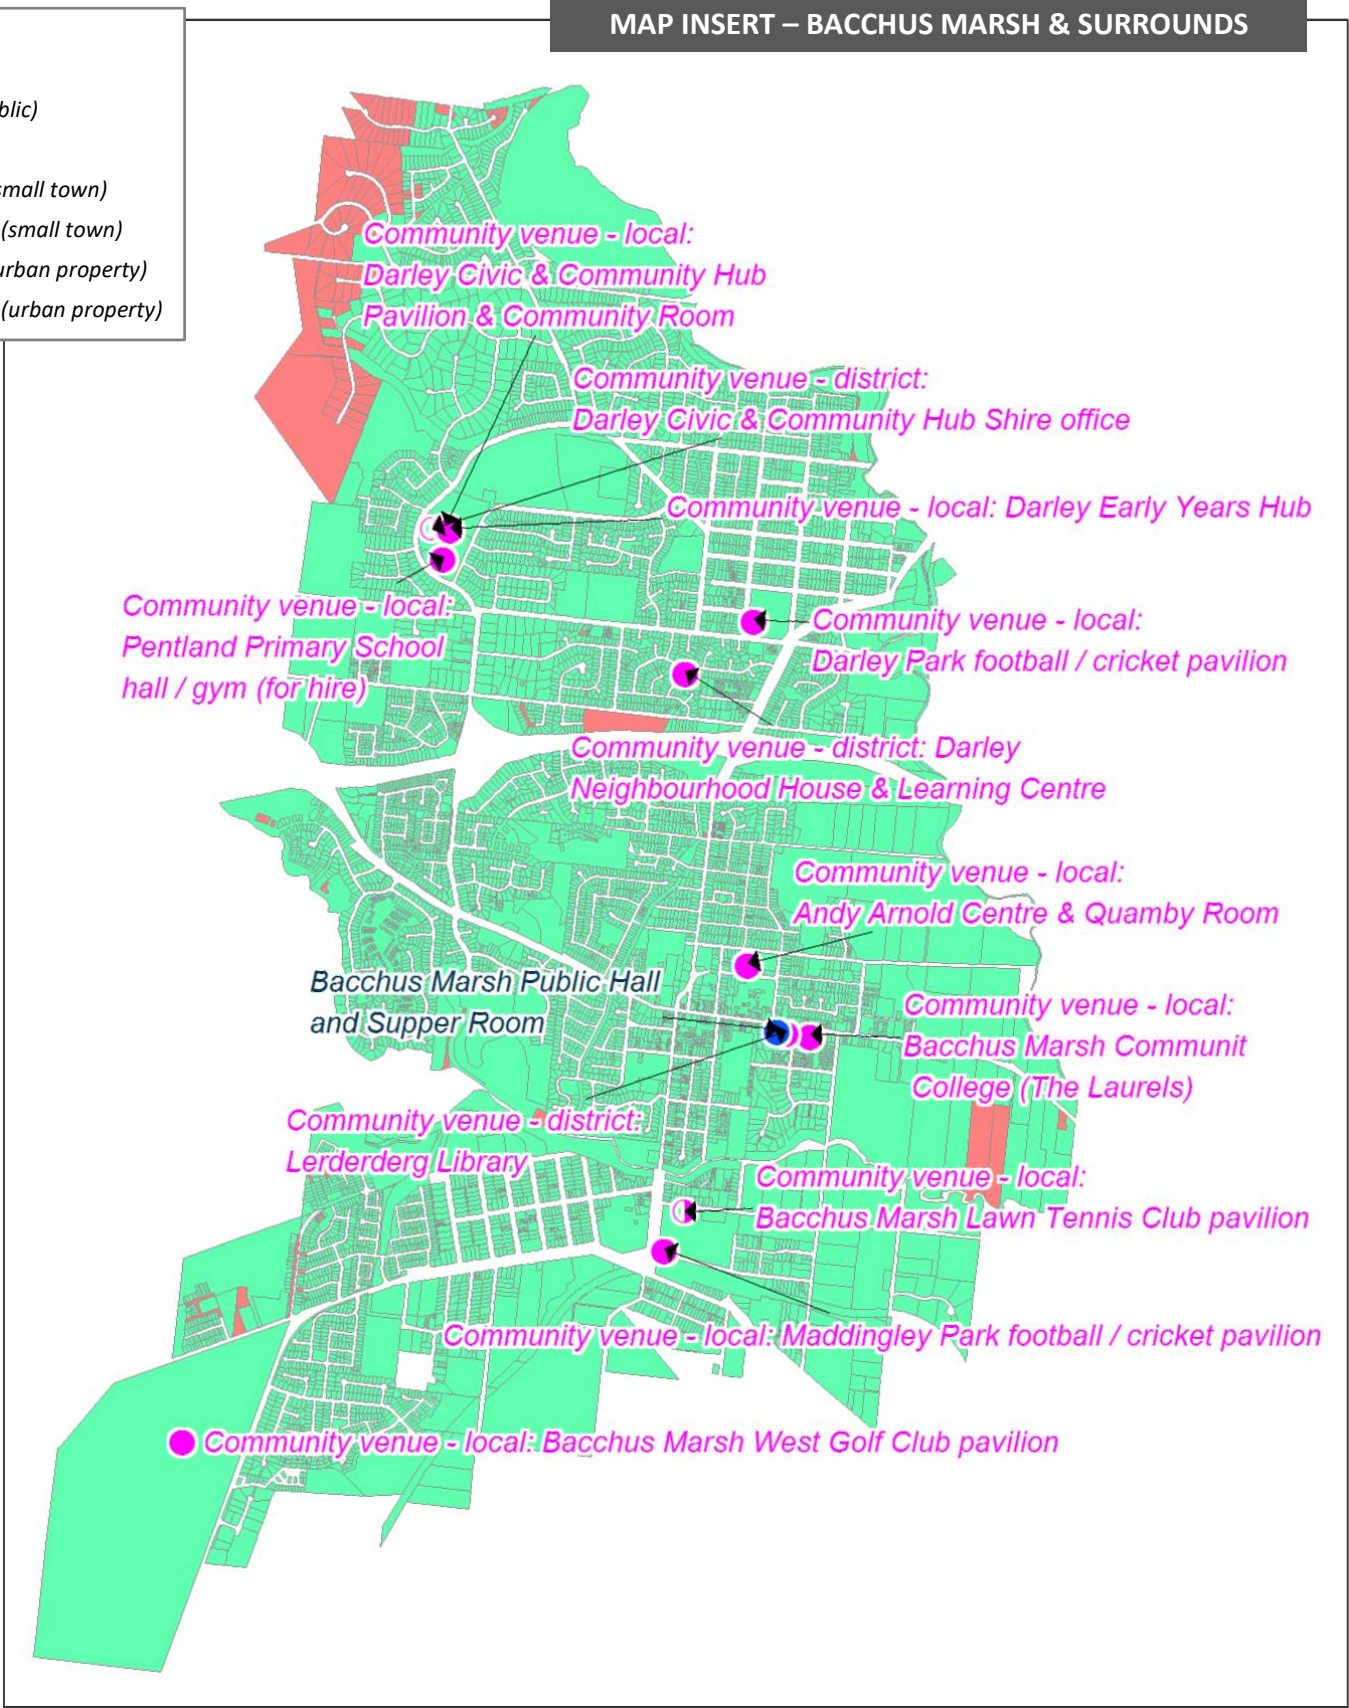 MAP INSERT – BACCHUS MARSH & SURROUNDS
blic)
small town)
(small town)
urban property)
(urban property)
Community venue - local:
Darley Civic & Community Hub
Pavilion & Community Room
Community venue - district:
Darley Civic & Community Hub Shire office
Community venue - local: Darley Early Years Hub
Community venue - local:
Pentland Primary School
hall / gym (for hire)
Community venue - local:
Darley Park football / cricket pavilion
Community venue - district: Darley
Neighbourhood House & Learning Centre
Community venue - local:
Andy Arnold Centre & Quamby Room
Bacchus Marsh Public Hall
and Supper Room
Community venue - local:
Bacchus Marsh Communit
College (The Laurels)
Community venue - district:
Lerderderg Library
Community venue - local:
Bacchus Marsh Lawn Tennis Club pavilion
Community venue - local: Maddingley Park football / cricket pavilion
Community venue - local: Bacchus Marsh West Golf Club pavilion